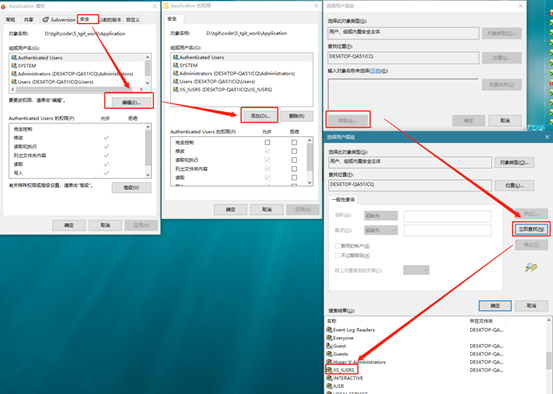 Application 属性
常规
共享
Subversion
安全
以前的版本
自定义
对象名称: D:\tgit\code\5_tgit_work\Application
组或用户名(G):
Authenticated Users
SYSTEM
Administrators (DESKTOP-QA51ICQ\Administrators)
Users (DESKTOP-QA51ICQ\Users)
要更改权限，请单击"编辑"。
编辑(E)...
Authenticated Users 的权限(P)
允许
拒绝
完全控制
修改
读取和执行
列出文件夹内容
读取
写入
有关特殊权限或高级设置，请单击"高级"。
高级(V)
确定
取消
应用(A)
Application 的权限
安全
对象名称: D:\tgit\code\5_tgit_work\Application
组或用户名(G):
Authenticated Users
SYSTEM
Administrators (DESKTOP-QA51ICQ\Administrators)
Users (DESKTOP-QA51ICQ\Users)
IIS_IUSRS (DESKTOP-QA51ICQ\IIS_IUSRS)
添加(D)...
删除(R)
Authenticated Users 的权限(P)
允许
拒绝
完全控制
修改
读取和执行
列出文件夹内容
读取
确定
取消
应用(A)
选择用户或组
选择此对象类型(S):
用户、组或内置安全主体
对象类型(O)...
查找位置(F):
DESKTOP-QA51ICQ
位置(L)...
输入对象名称来选择(示例)(E):
检查名称(C)
高级(A)...
确定
取消
选择用户或组
选择此对象类型(S):
用户、组或内置安全主体
对象类型(O)...
查找位置(F):
DESKTOP-QA51ICQ
位置(L)...
一般性查询
名称(A):
起始为
列(C)...
描述(D):
起始为
立即查找(N)
禁用的帐户(B)
停止(T)
不过期密码(X)
自上次登录后的天数(I):
确定
取消
搜索结果(U):
名称
所在文件夹
Event Log Readers
DESKTOP-QA...
Everyone
Guest
DESKTOP-QA...
Guests
DESKTOP-QA...
Hyper-V Administrators
DESKTOP-QA...
IIS_IUSRS
DESKTOP-QA...
INTERACTIVE
IUSR
LOCAL SERVICE